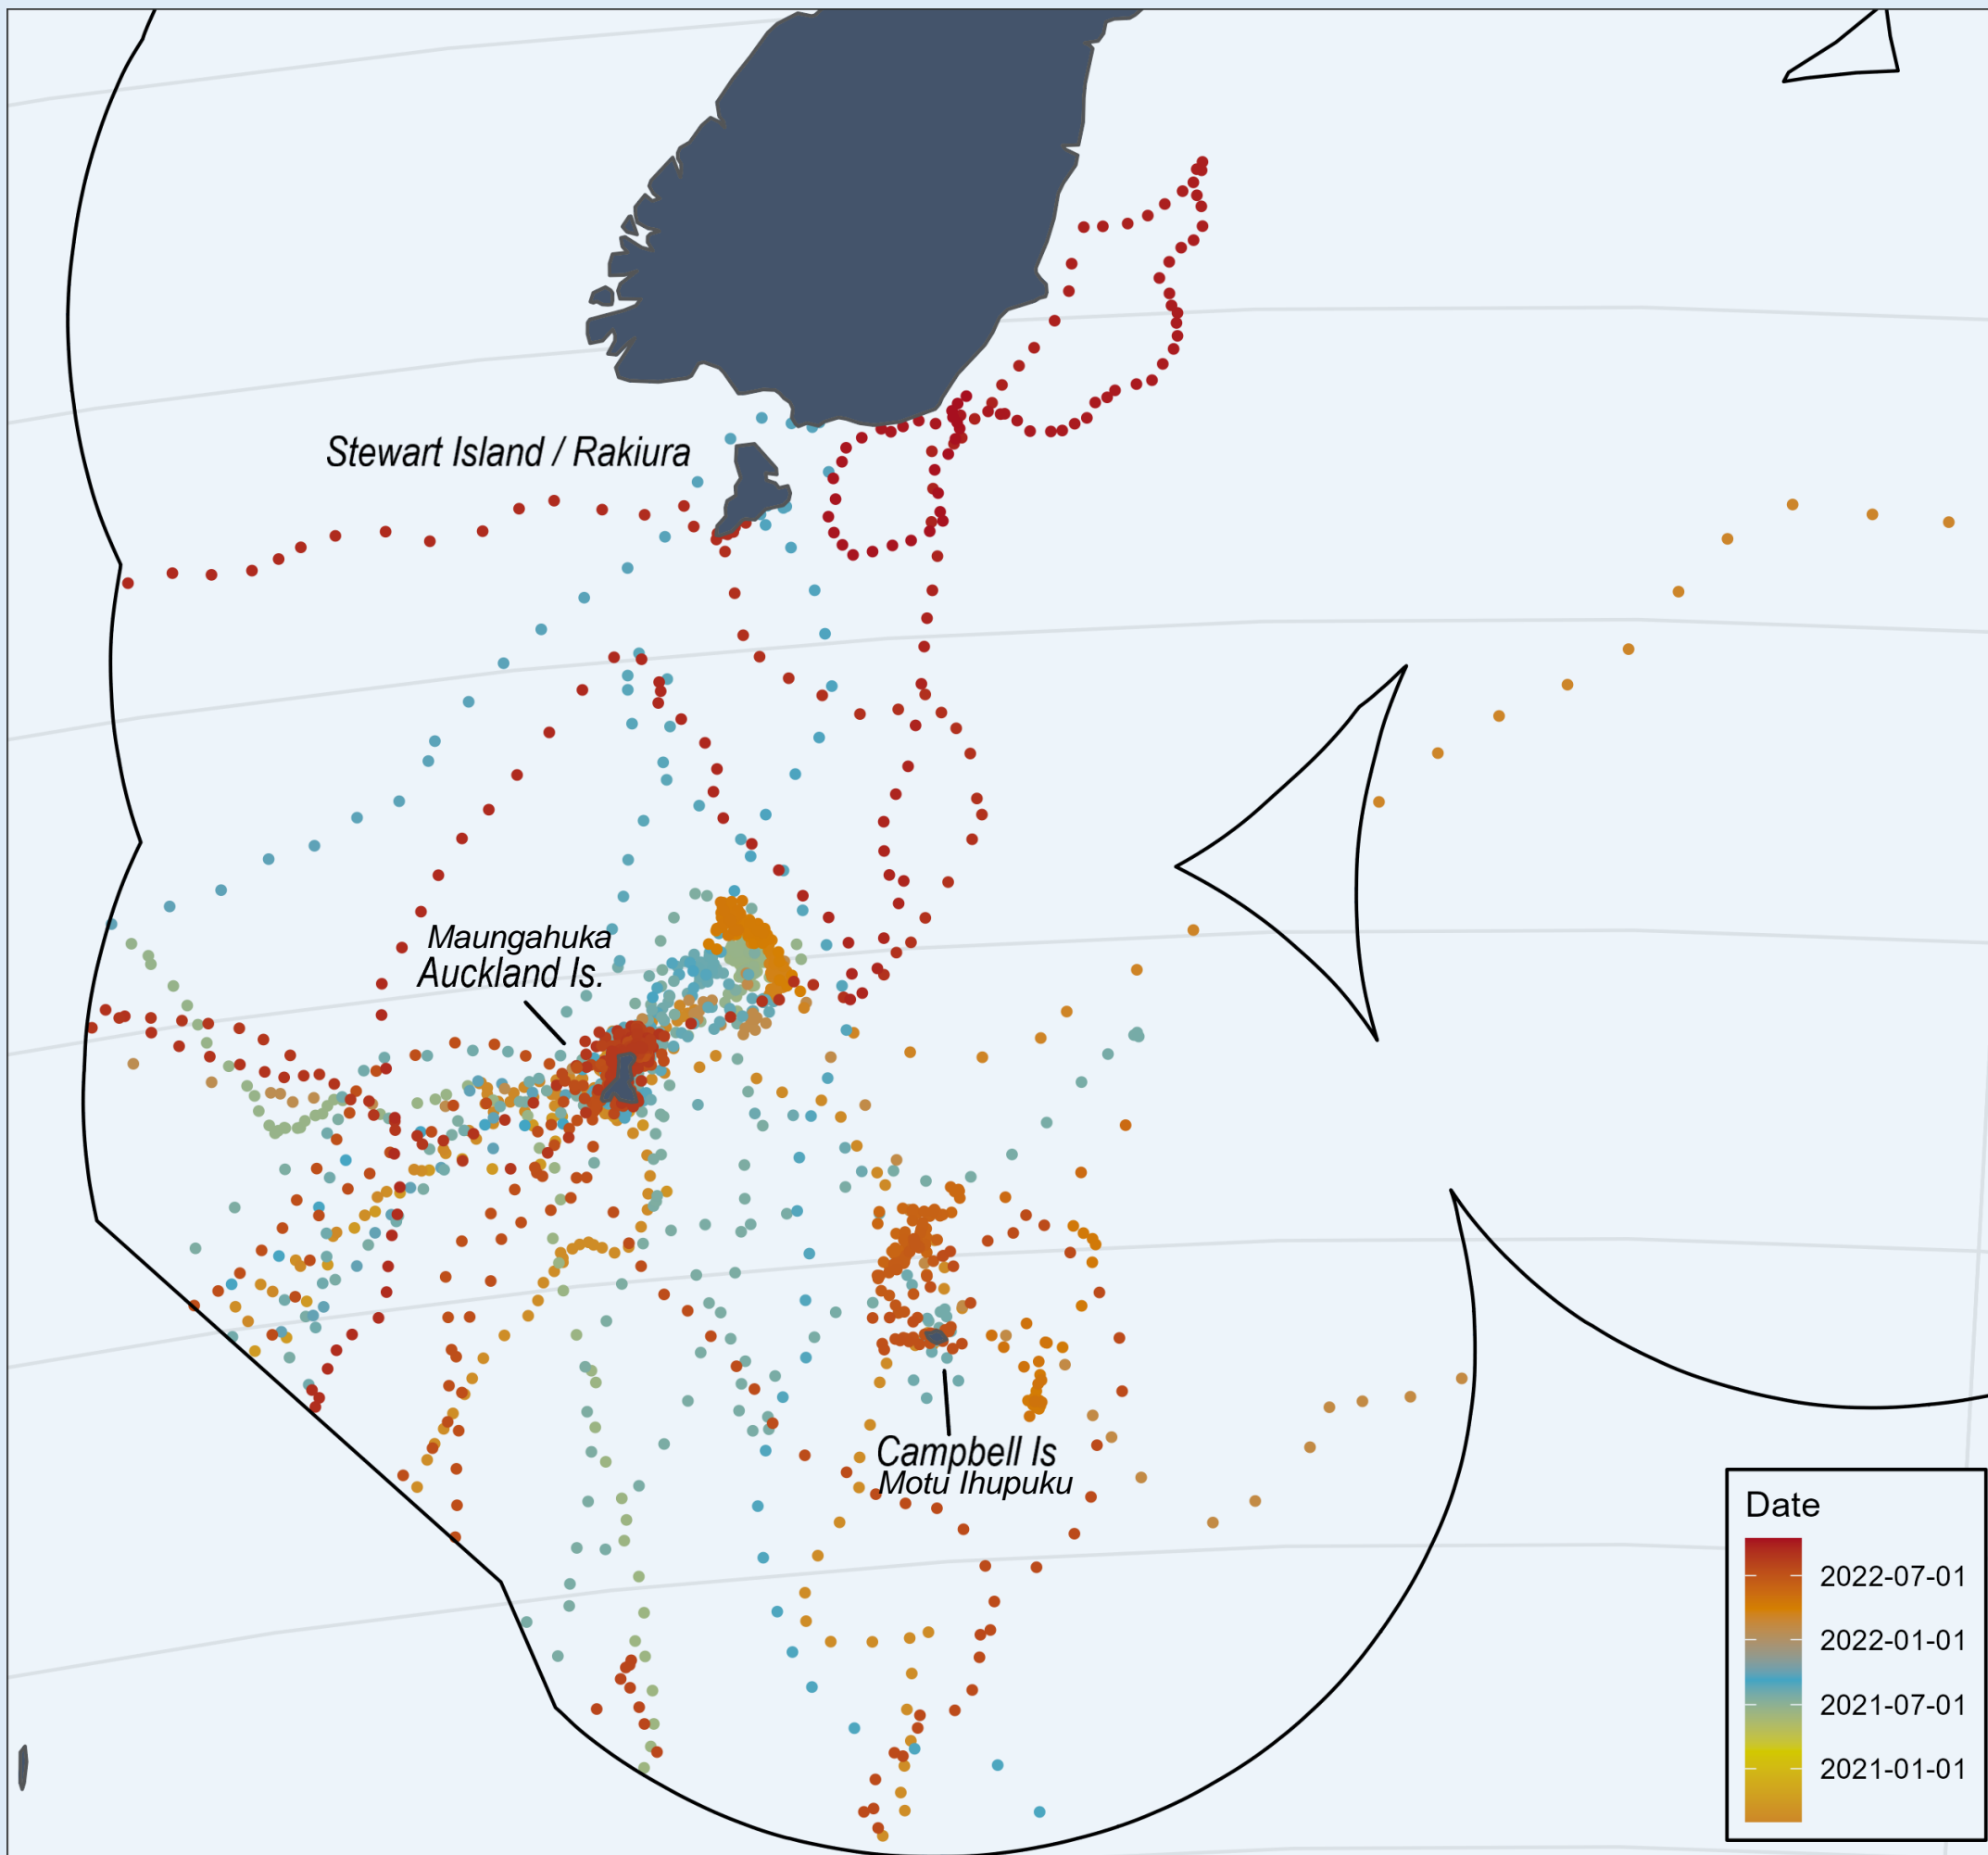 Stewart Island / Rakiura
Maungahuka
Auckland Is.
Campbell Is
Motu Ihupuku
Date
2022-07-01
2022-01-01
2021-07-01
2021-01-01